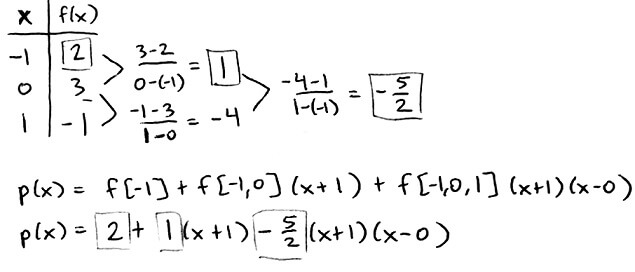 x f(x)
-1 2
0 3
1 -1
3-2 / 0-(-1) = 1
-1-3 / 1-0 = -4
-4-1 / 1-(-1) = -5/2
p(x) = f[-1] + f[-1,0] (x+1) + f[-1,0,1] (x+1)(x-0)
p(x) = 2 + 1 (x+1) - 5/2 (x+1)(x-0)